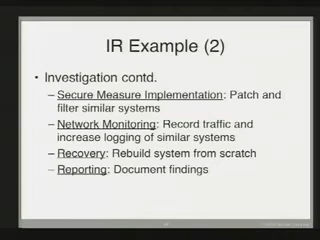 IR Example (2)
• Investigation contd.
– Secure Measure Implementation: Patch and
filter similar systems
– Network Monitoring: Record traffic and
increase logging of similar systems
– Recovery: Rebuild system from scratch
– Reporting: Document findings